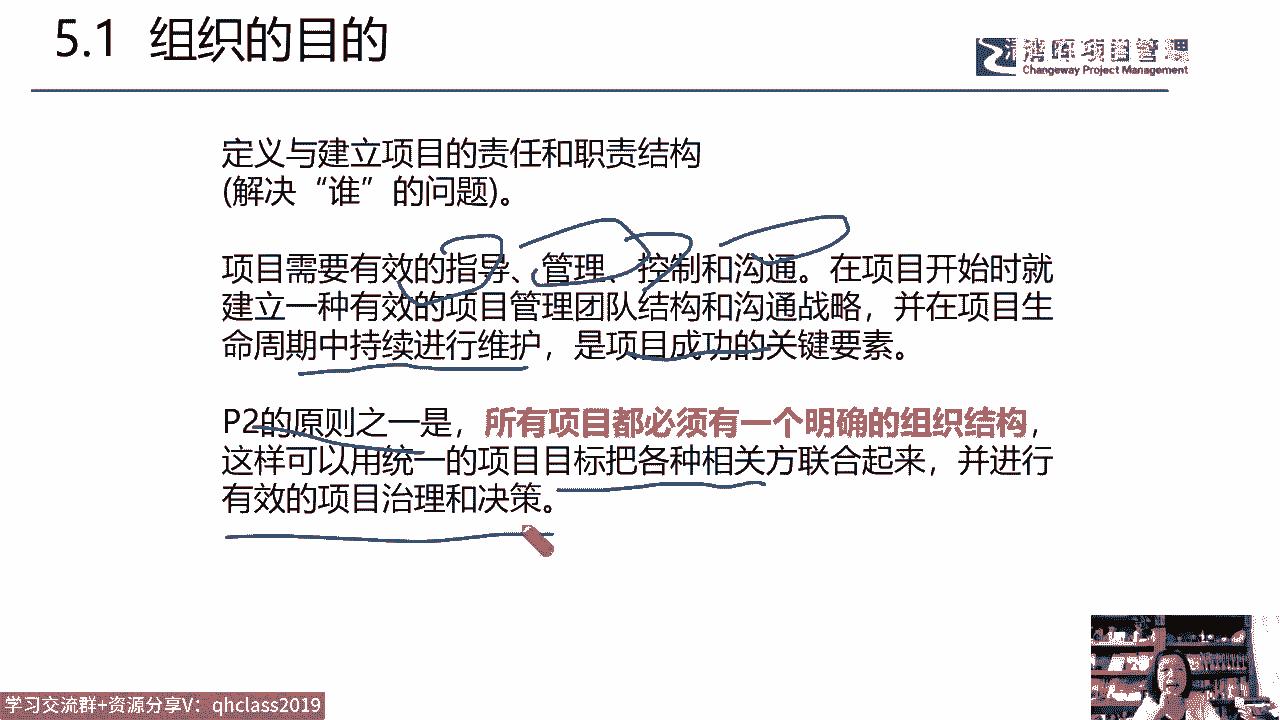 5.1 组织的目的
清晖项目管理
Changeway Project Management
定义与建立项目的责任和职责结构
(解决“谁”的问题)。
项目需要有效的指导、管理、控制和沟通。在项目开始时就
建立一种有效的项目管理团队结构和沟通战略，并在项目生
命周期中持续进行维护，是项目成功的关键要素。
P2的原则之一是，所有项目都必须有一个明确的组织结构，
这样可以用统一的项目目标把各种相关方联合起来，并进行
有效的项目治理和决策。
学习交流群+资源分享V：qhclass2019